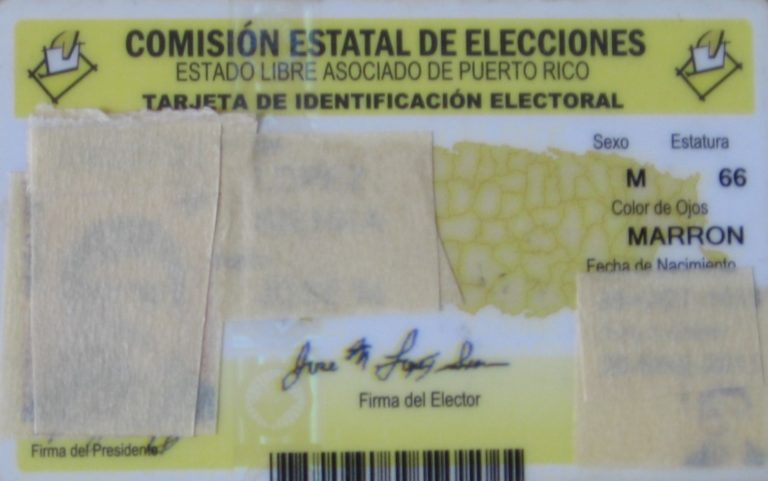 COMISIÓN ESTATAL DE ELECCIONES
ESTADO LIBRE ASOCIADO DE PUERTO RICO
TARJETA DE IDENTIFICACIÓN ELECTORAL
Sexo Estatura
M 66
Color de Ojos
MARRON
Fecha de Nacimiento
Jose
Firma del Elector
Firma del Presidente